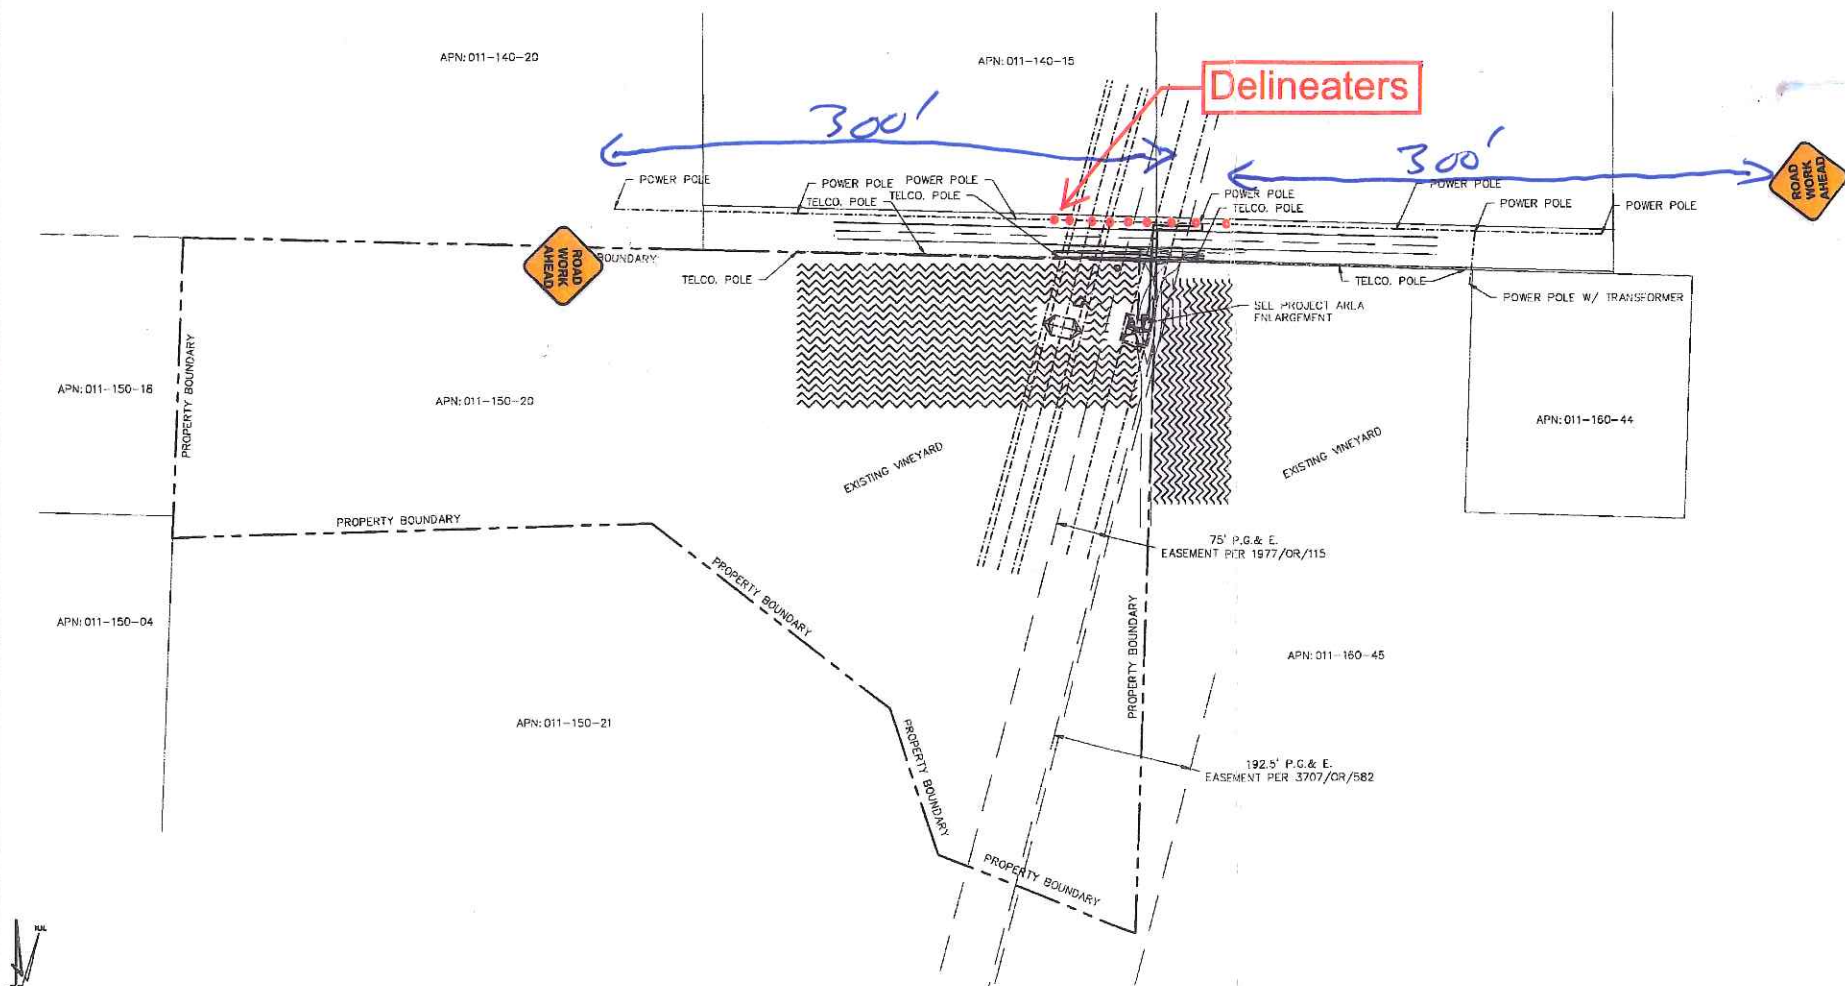 APN: 011-140-20
APN: 011-140-15
Delineaters
300'
300'
ROAD
WORK
AHEAD
POWER POLE
POWER POLE
POWER POLE
TELCO. POLE
TELCO. POLE
POWER POLE
TELCO. POLE
POWER POLE
POWER POLE
POWER POLE
ROAD
WORK
AHEAD
BOUNDARY
TELCO. POLE
TELCO. POLE
POWER POLE W/ TRANSFORMER
SEE PROJECT AREA
ENLARGEMENT
APN: 011-150-18
PROPERTY BOUNDARY
APN: 011-150-20
APN: 011-160-44
EXISTING VINEYARD
EXISTING VINEYARD
PROPERTY BOUNDARY
75' P.G.& E.
EASEMENT PER 1977/OR/115
PROPERTY BOUNDARY
APN: 011-150-04
PROPERTY BOUNDARY
APN: 011-160-45
APN: 011-150-21
PROPERTY BOUNDARY
192.5' P.G.& E.
EASEMENT PER 3707/OR/582
PROPERTY BOUNDARY